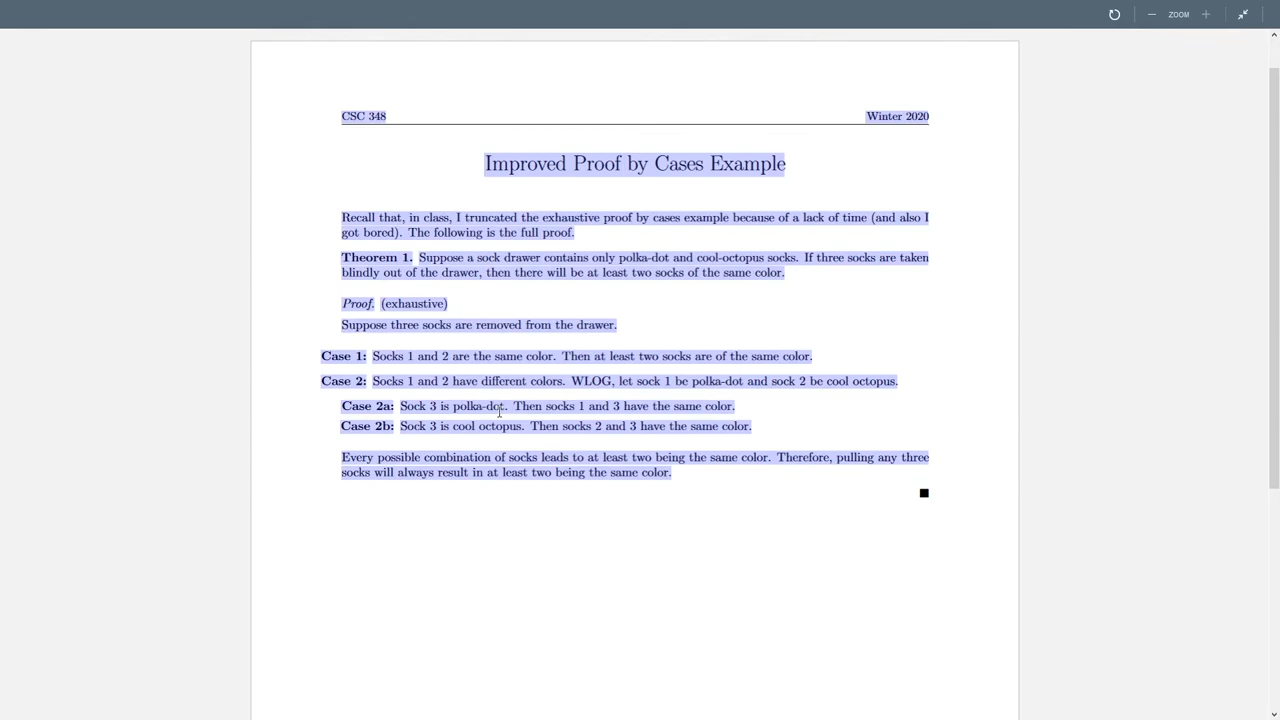 ZOOM
CSC 348 Winter 2020
Improved Proof by Cases Example
Recall that, in class, I truncated the exhaustive proof by cases example because of a lack of time (and also I
got bored). The following is the full proof.
Theorem 1. Suppose a sock drawer contains only polka-dot and cool-octopus socks. If three socks are taken
blindly out of the drawer, then there will be at least two socks of the same color.
Proof. (exhaustive)
Suppose three socks are removed from the drawer.
Case 1: Socks 1 and 2 are the same color. Then at least two socks are of the same color.
Case 2: Socks 1 and 2 have different colors. WLOG, let sock 1 be polka-dot and sock 2 be cool octopus.
Case 2a: Sock 3 is polka-dot. Then socks 1 and 3 have the same color.
Case 2b: Sock 3 is cool octopus. Then socks 2 and 3 have the same color.
Every possible combination of socks leads to at least two being the same color. Therefore, pulling any three
socks will always result in at least two being the same color.